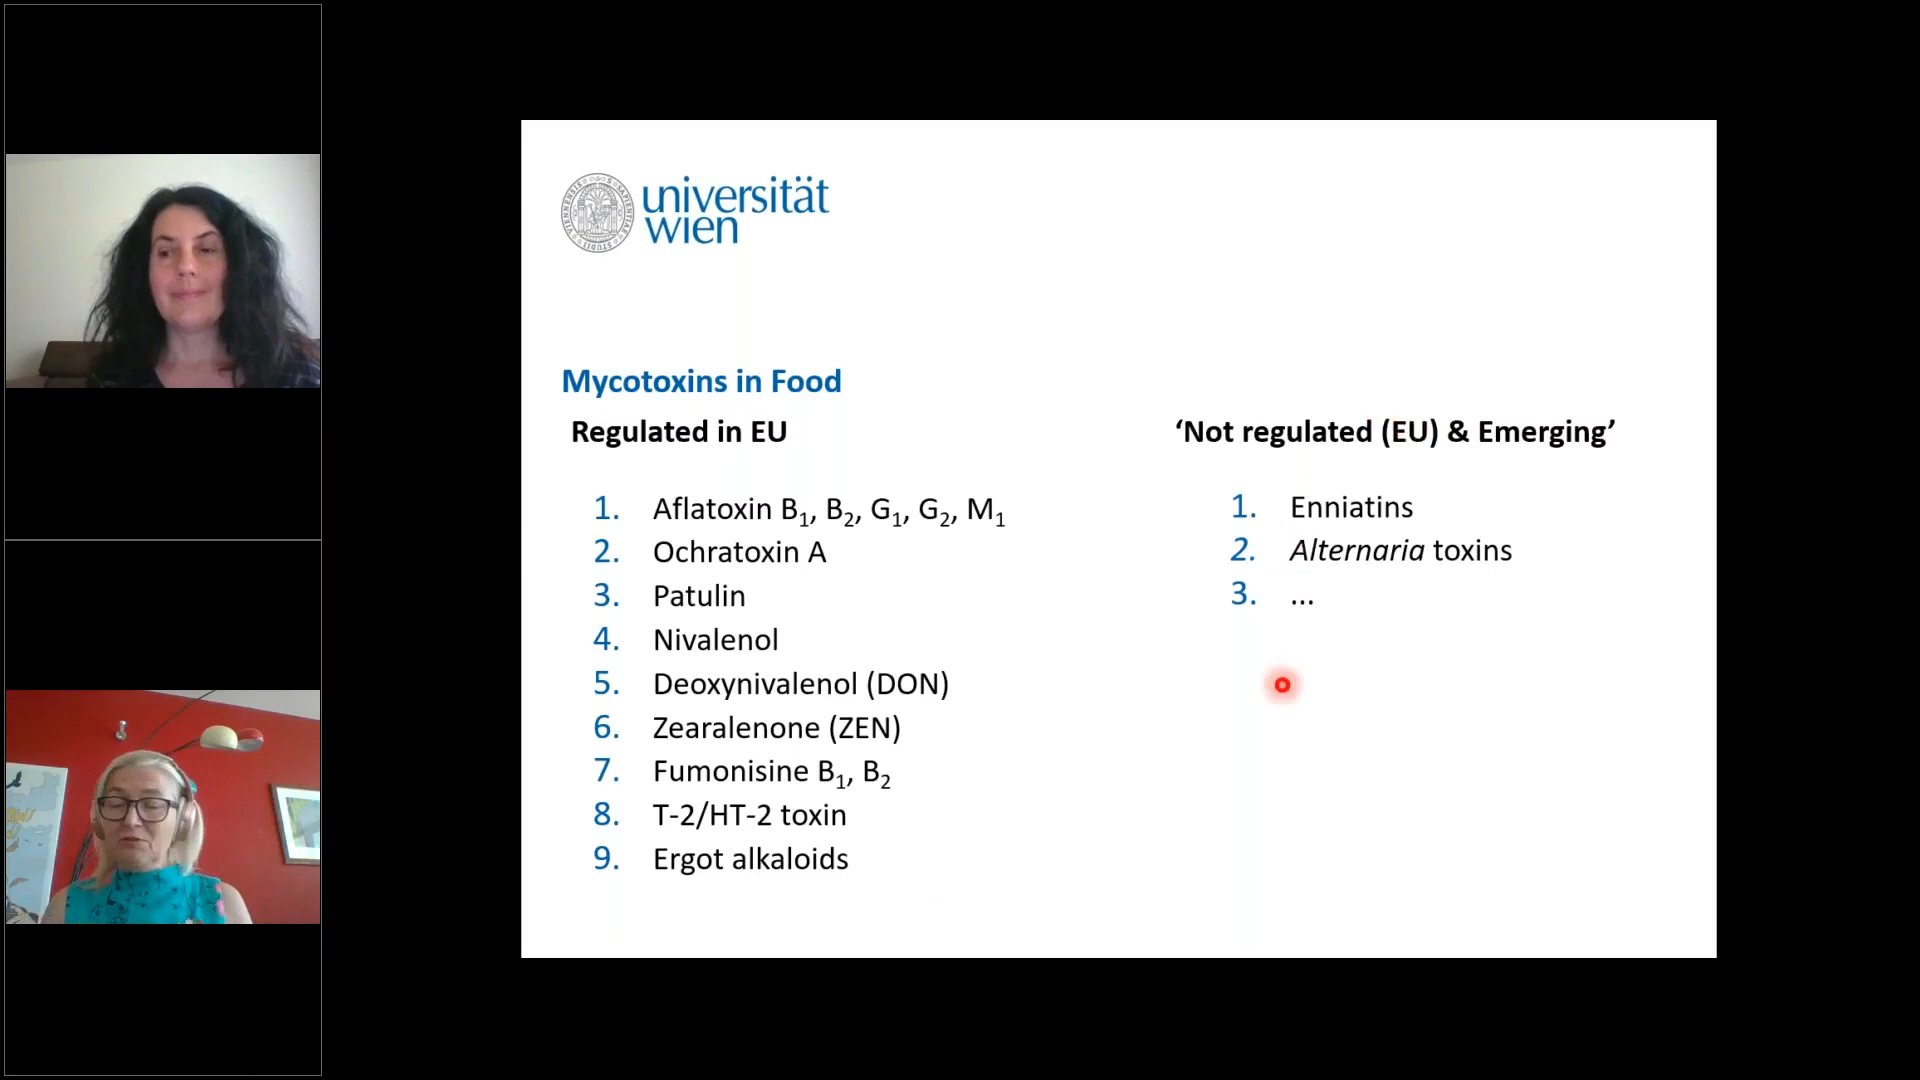 universität
wien
Mycotoxins in Food
Regulated in EU
1. Aflatoxin B1, B2, G1, G2, M1
2. Ochratoxin A
3. Patulin
4. Nivalenol
5. Deoxynivalenol (DON)
6. Zearalenone (ZEN)
7. Fumonisine B1, B2
8. T-2/HT-2 toxin
9. Ergot alkaloids
‘Not regulated (EU) & Emerging’
1. Enniatins
2. Alternaria toxins
3. ...